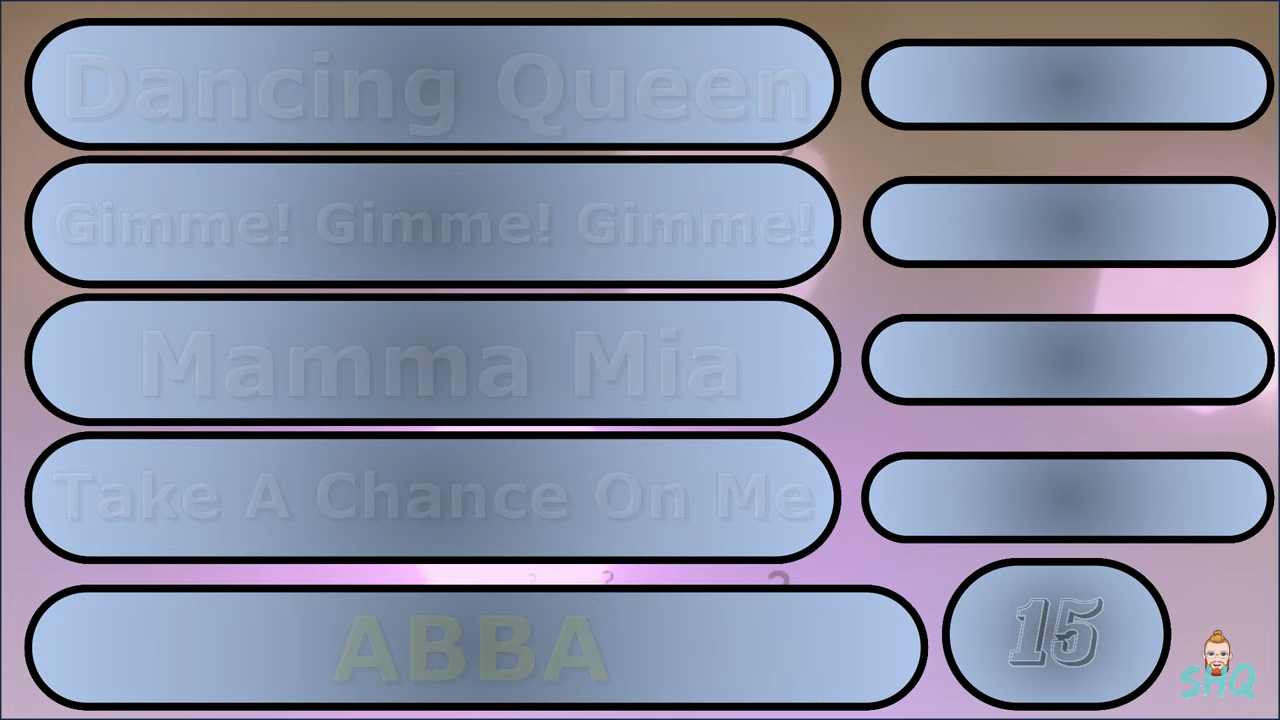 Dancing Queen
Gimme! Gimme! Gimme!
Mamma Mia
Take A Chance On Me
? ? ?
ABBA
15
SHQ